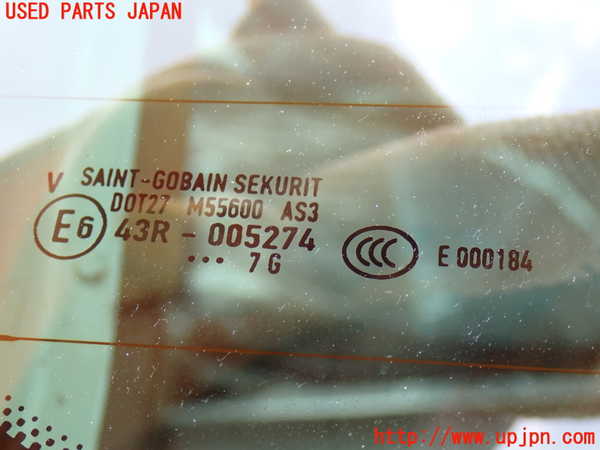 USED PARTS JAPAN
V SAINT-GOBAIN SEKURIT
DOT27 M55600 AS3
E6 43R - 005274
CCC E 000184
••• 7 G
http://www.upjpn.com/